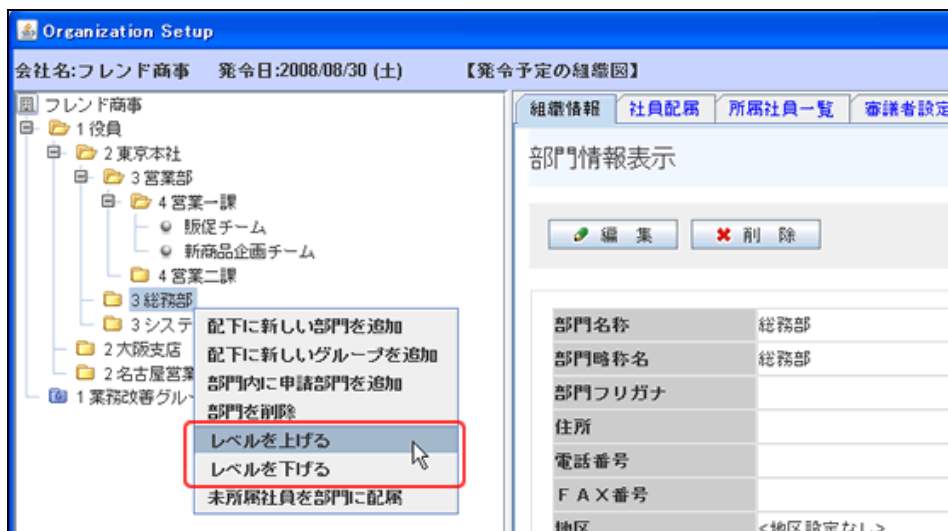 Organization Setup
会社名:フレンド商事 発令日:2008/08/30 (土) 【発令予定の組織図】
フレンド商事
1 役員
2 東京本社
3 営業部
4 営業一課
販促チーム
新商品企画チーム
4 営業二課
3 総務部
3 システ
2 大阪支店
2 名古屋営業
1 業務改善グル
配下に新しい部門を追加
配下に新しいグループを追加
部門内に申請部門を追加
部門を削除
レベルを上げる
レベルを下げる
未所属社員を部門に配属
組織情報 社員配属 所属社員一覧 審議者設定
部門情報表示
編 集 削 除
部門名称 総務部
部門略称名 総務部
部門フリガナ
住所
電話番号
FAX番号
地区 <地区設定なし>